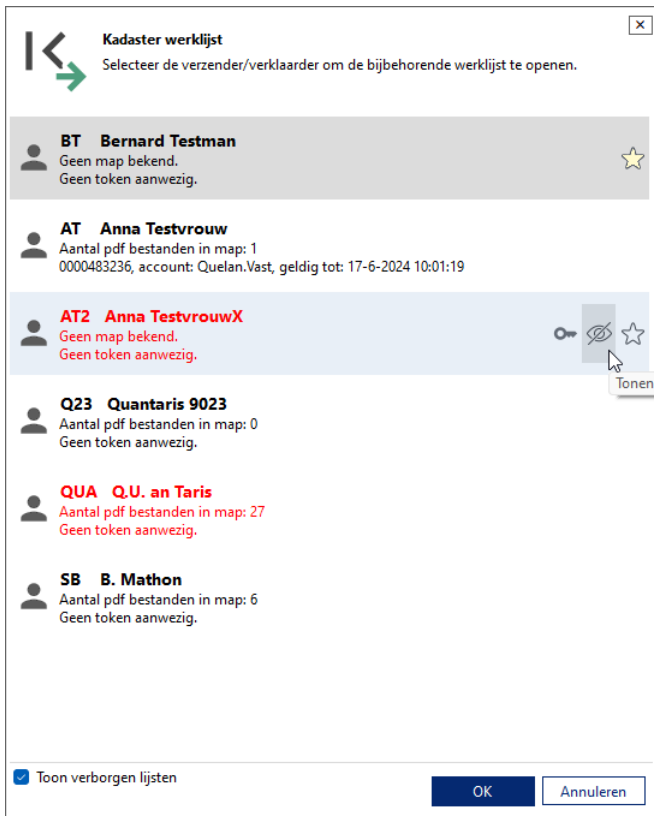 Kadaster werklijst
Selecteer de verzender/verklaarder om de bijbehorende werklijst te openen.
BT Bernard Testman
Geen map bekend.
Geen token aanwezig.
AT Anna Testvrouw
Aantal pdf bestanden in map: 1
0000483236, account: Quelan.Vast, geldig tot: 17-6-2024 10:01:19
AT2 Anna TestvrouwX
Geen map bekend.
Geen token aanwezig.
Tonen
Q23 Quantaris 9023
Aantal pdf bestanden in map: 0
Geen token aanwezig.
QUA Q.U. an Taris
Aantal pdf bestanden in map: 27
Geen token aanwezig.
SB B. Mathon
Aantal pdf bestanden in map: 6
Geen token aanwezig.
Toon verborgen lijsten
OK
Annuleren